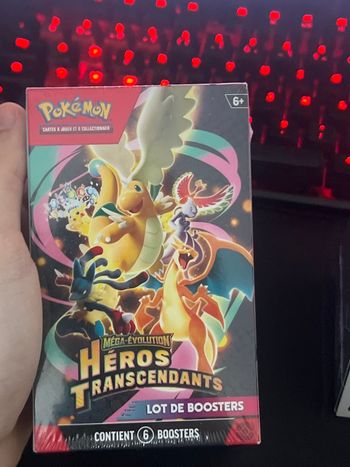 POKÉMON
CARTES À JOUER ET À COLLECTIONNER
6+
MÉGA-ÉVOLUTION
HÉROS
TRANSCENDANTS
LOT DE BOOSTERS
CONTIENT 6 BOOSTERS